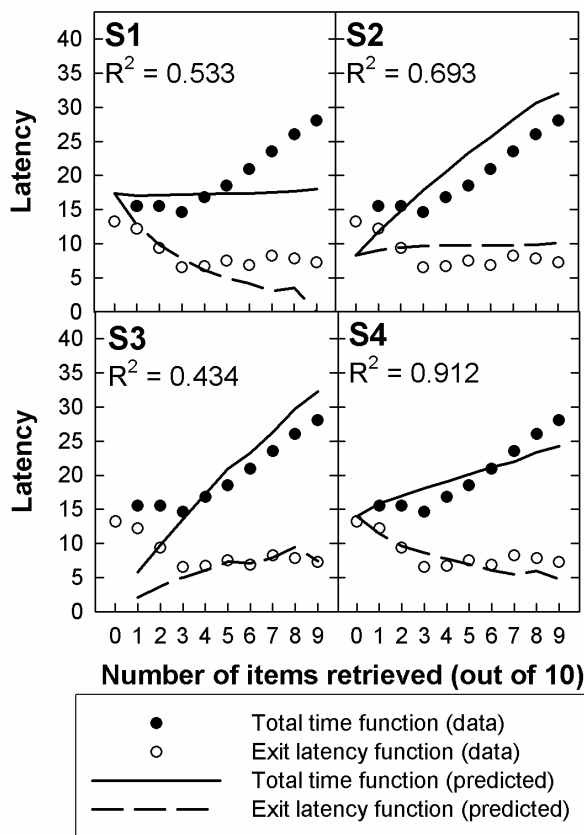 S1
R² = 0.533
S2
R² = 0.693
40
35
30
25
20
15
10
5
0
Latency
S3
R² = 0.434
S4
R² = 0.912
40
35
30
25
20
15
10
5
0
Latency
0 1 2 3 4 5 6 7 8 9 0 1 2 3 4 5 6 7 8 9
Number of items retrieved (out of 10)
Total time function (data)
Exit latency function (data)
Total time function (predicted)
Exit latency function (predicted)